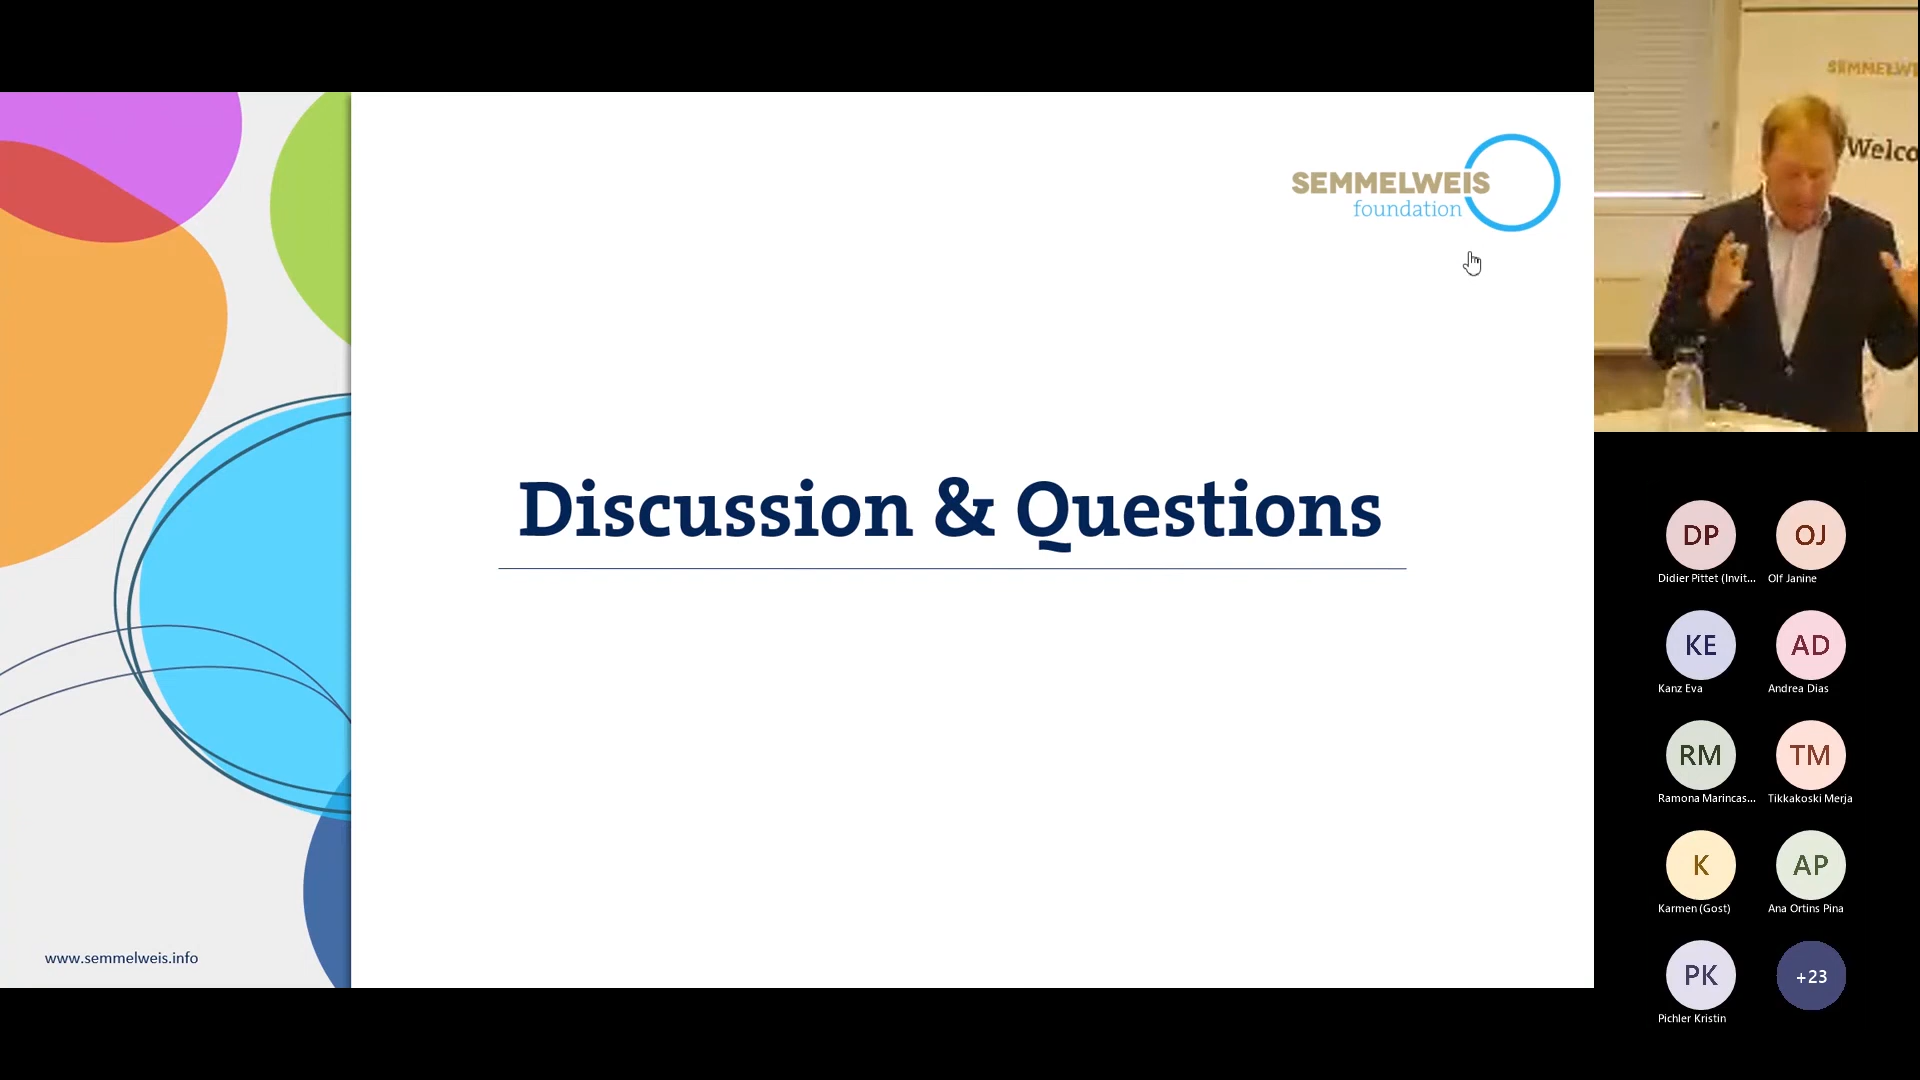 SEMMELWEIS
foundation
Discussion & Questions
www.semmelweis.info
SEMMELWE
Welco
DP
Didier Pittet (Invit...
OJ
Olf Janine
KE
Kanz Eva
AD
Andrea Dias
RM
Ramona Marincas...
TM
Tikkakoski Merja
K
Karmen (Gost)
AP
Ana Ortins Pina
PK
Pichler Kristin
+23